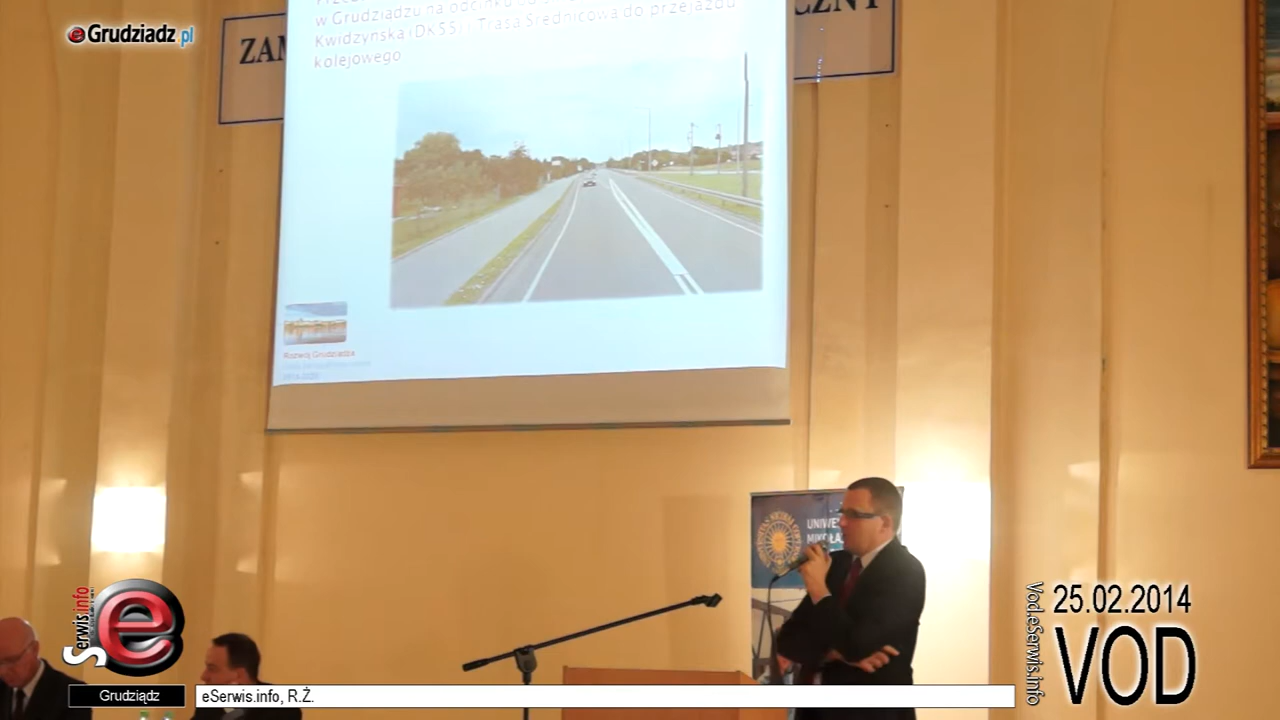 eGrudziadz.pl
ZAM
CZNY
w Grudziądzu na odcinku od
Kwidzyńska (DK55) i Trasa Średnicowa do przejazdu
kolejowego
Rozwój Grudziądza
UNIWE
MIKOŁA
Serwis.info
e
Grudziądz
eSerwis.info, R.Ż.
Vod.eSerwis.info
25.02.2014
VOD